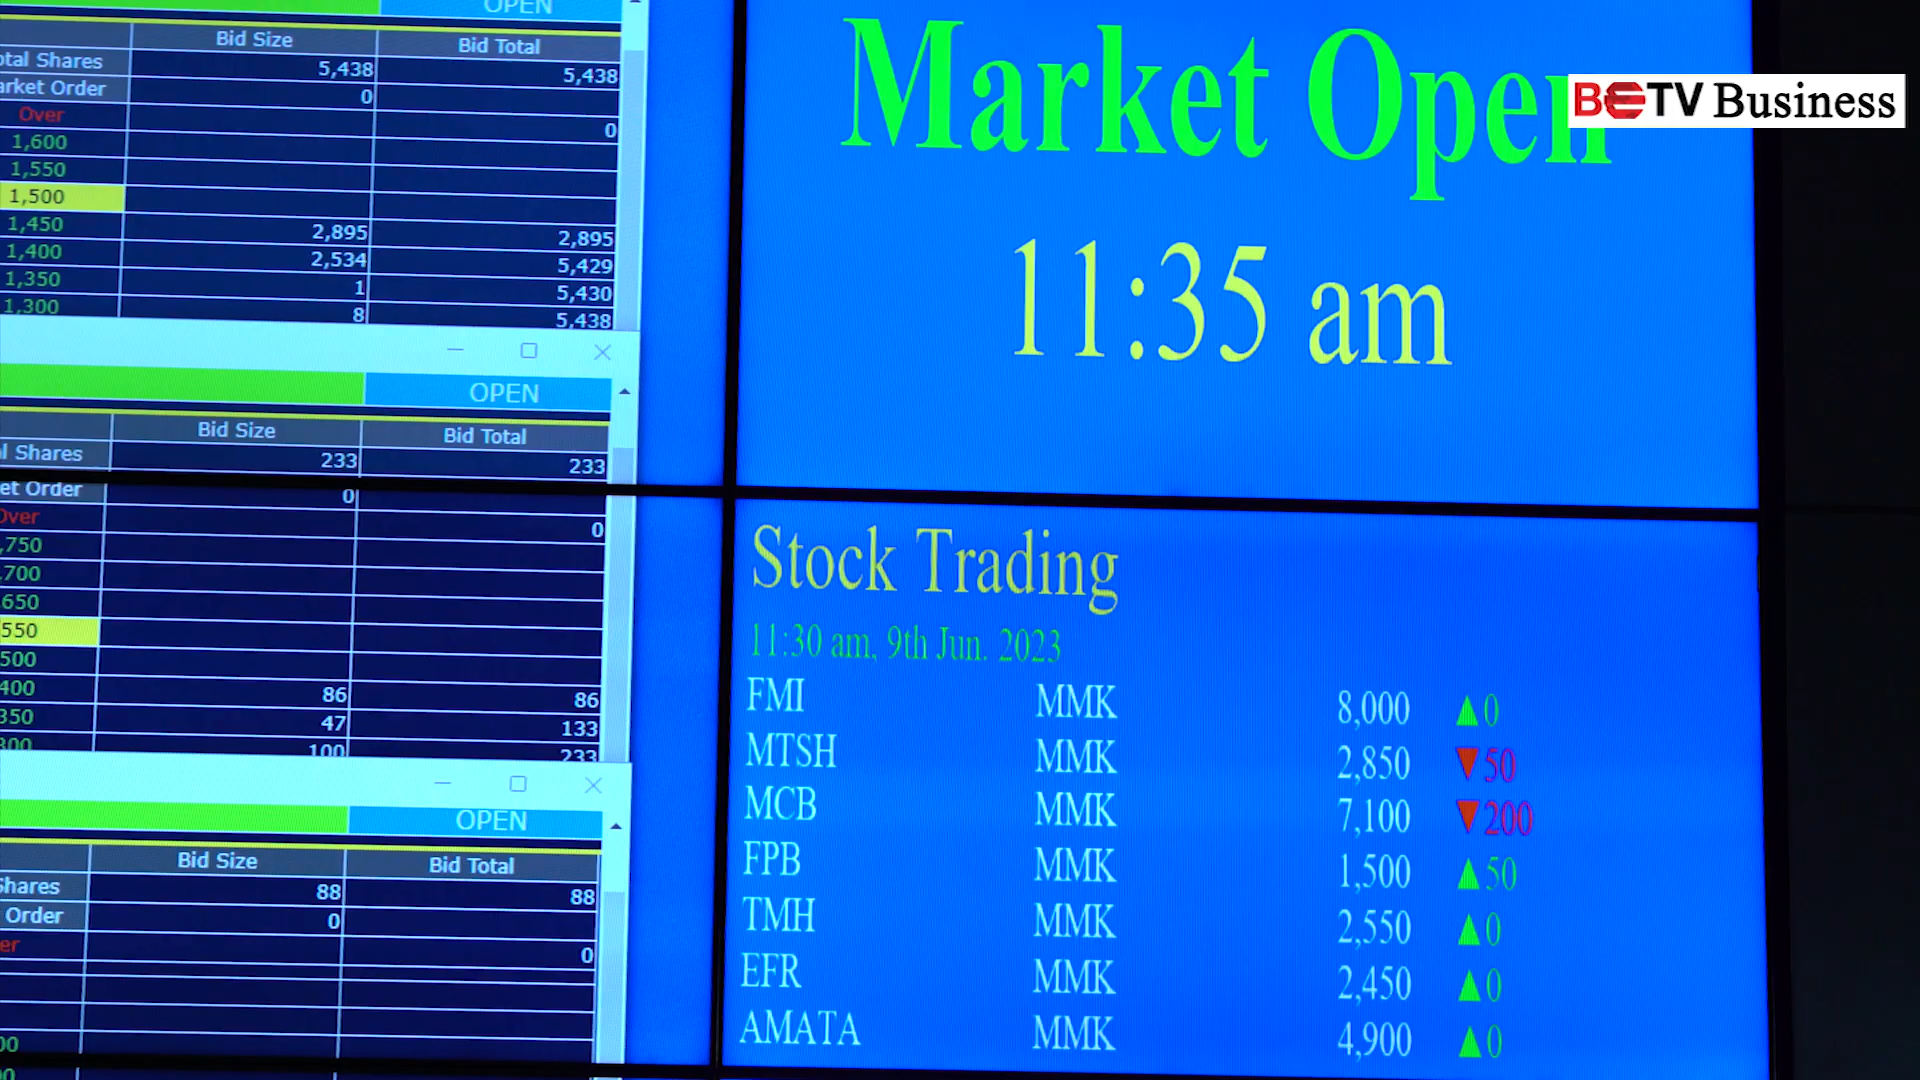 OPEN
Bid Size Bid Total
Shares 5,438 5,438
Order 0
Over 0
1,600
1,550
1,500
1,450 2,895 2,895
1,400 2,534 5,429
1,350 1 5,430
1,300 8 5,438
OPEN
Bid Size Bid Total
Shares 233 233
Order 0
Over 0
750
700
650
550
500
400 86 86
350 47 133
300 100 233
OPEN
Bid Size Bid Total
Shares 88 88
Order 0
0
Market Open
11:35 am
BETV Business
Stock Trading
11:30 am, 9th Jun. 2023
FMI MMK 8,000 ▲0
MTSH MMK 2,850 ▼50
MCB MMK 7,100 ▼200
FPB MMK 1,500 ▲50
TMH MMK 2,550 ▲0
EFR MMK 2,450 ▲0
AMATA MMK 4,900 ▲0